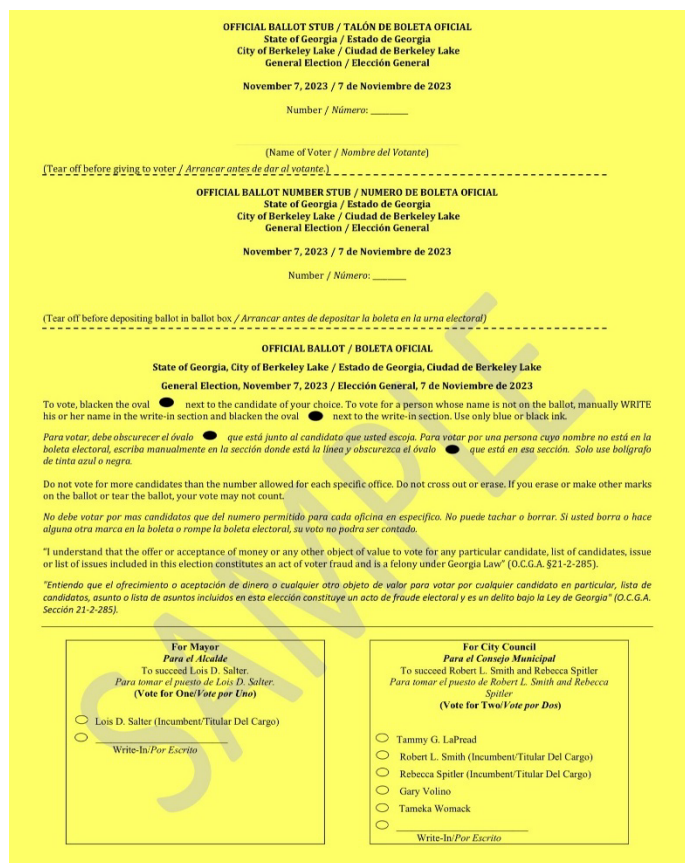 OFFICIAL BALLOT STUB / TALÓN DE BOLETA OFICIAL
State of Georgia / Estado de Georgia
City of Berkeley Lake / Ciudad de Berkeley Lake
General Election / Elección General
November 7, 2023 / 7 de Noviembre de 2023
Number / Número: ________
(Name of Voter / Nombre del Votante)
(Tear off before giving to voter / Arrancar antes de dar al votante.)
OFFICIAL BALLOT NUMBER STUB / NUMERO DE BOLETA OFICIAL
State of Georgia / Estado de Georgia
City of Berkeley Lake / Ciudad de Berkeley Lake
General Election / Elección General
November 7, 2023 / 7 de Noviembre de 2023
Number / Número: _______
(Tear off before depositing ballot in ballot box / Arrancar antes de depositar la boleta en la urna electoral)
OFFICIAL BALLOT / BOLETA OFICIAL
State of Georgia, City of Berkeley Lake / Estado de Georgia, Ciudad de Berkeley Lake
General Election, November 7, 2023 / Elección General, 7 de Noviembre de 2023
To vote, blacken the oval next to the candidate of your choice. To vote for a person whose name is not on the ballot, manually WRITE
his or her name in the write-in section and blacken the oval next to the write-in section. Use only blue or black ink.
Para votar, debe obscurecer el óvalo que está junto al candidato que usted escoja. Para votar por una persona cuyo nombre no está en la
boleta electoral, escriba manualmente en la sección donde está la línea y obscurezca el óvalo que está en esa sección. Solo use bolígrafo
de tinta azul o negra.
Do not vote for more candidates than the number allowed for each specific office. Do not cross out or erase. If you erase or make other marks
on the ballot or tear the ballot, your vote may not count.
No debe votar por mas candidatos que del numero permitido para cada oficina en especifico. No puede tachar o borrar. Si usted borra o hace
alguna otra marca en la boleta o rompe la boleta electoral, su voto no podra ser contado.
"I understand that the offer or acceptance of money or any other object of value to vote for any particular candidate, list of candidates, issue
or list of issues included in this election constitutes an act of voter fraud and is a felony under Georgia Law" (O.C.G.A. §21-2-285).
"Entiendo que el ofrecimiento o aceptación de dinero o cualquier otro objeto de valor para votar por cualquier candidato en particular, lista de
candidatos, asunto o lista de asuntos incluidos en esta elección constituye un acto de fraude electoral y es un delito bajo la Ley de Georgia" (O.C.G.A.
Sección 21-2-285).
SAMPLE
For Mayor
Para el Alcalde
To succeed Lois D. Salter.
Para tomar el puesto de Lois D. Salter.
(Vote for One/Vote por Uno)
Lois D. Salter (Incumbent/Titular Del Cargo)
Write-In/Por Escrito
For City Council
Para el Consejo Municipal
To succeed Robert L. Smith and Rebecca Spitler
Para tomar el puesto de Robert L. Smith and Rebecca
Spitler
(Vote for Two/Vote por Dos)
Tammy G. LaPread
Robert L. Smith (Incumbent/Titular Del Cargo)
Rebecca Spitler (Incumbent/Titular Del Cargo)
Gary Volino
Tameka Womack
Write-In/Por Escrito